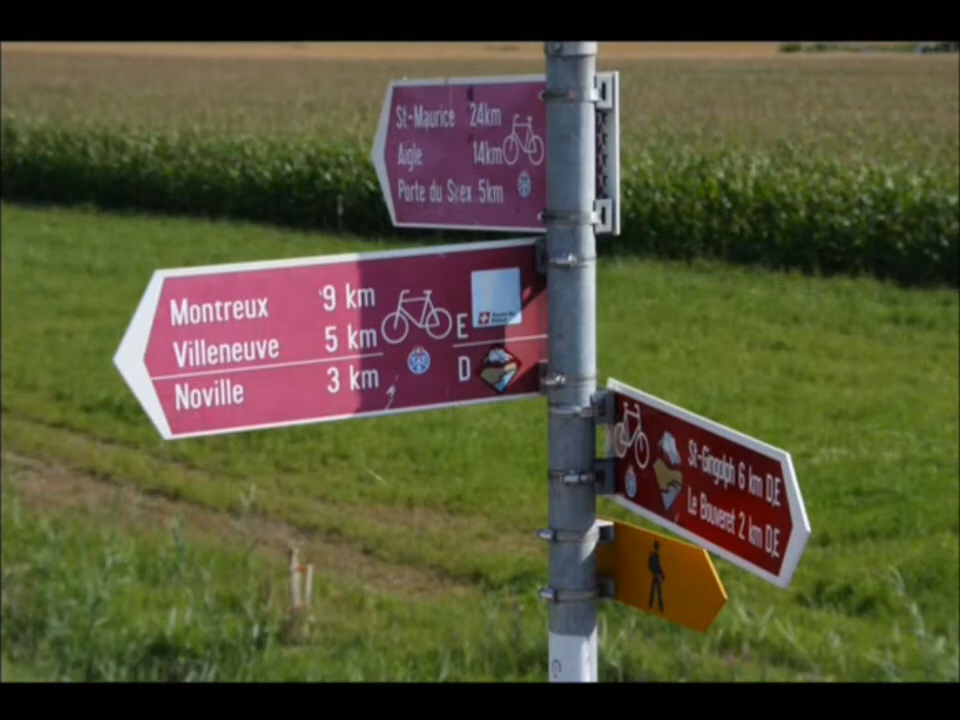 St-Maurice 24km
Aigle 14km
Porte du Scex 5km
Montreux 9 km
Villeneuve 5 km
Noville 3 km
E
D
St-Gingolph 6 km D,E
Le Bouveret 2 km D,E